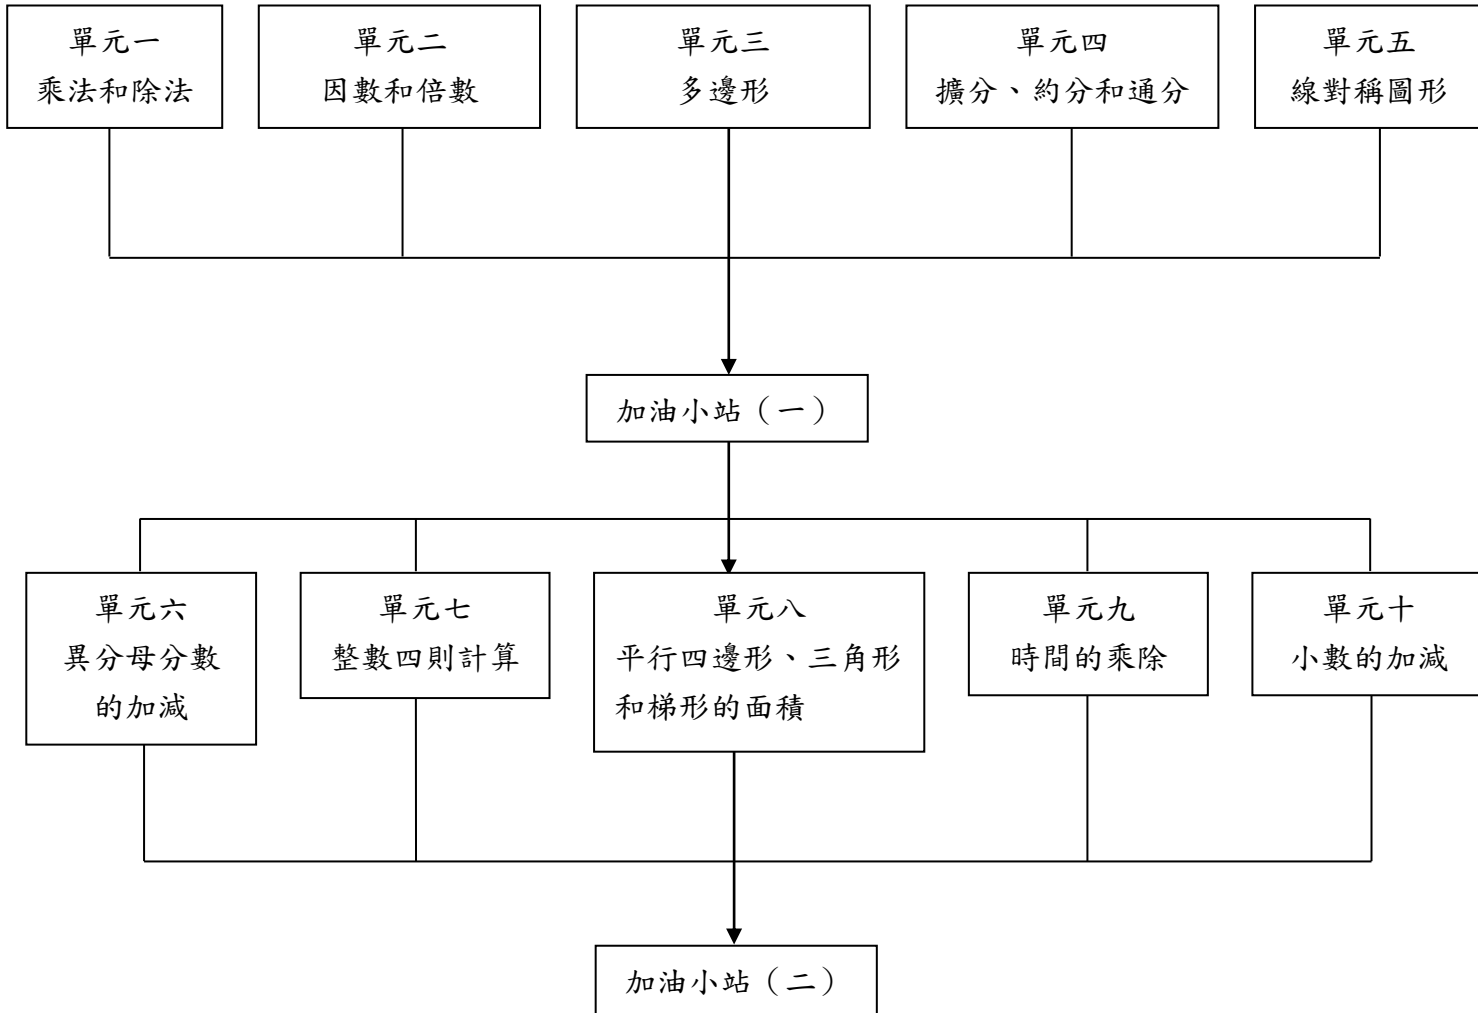 單元一
乘法和除法
單元二
因數和倍數
單元三
多邊形
單元四
擴分、約分和通分
單元五
線對稱圖形
加油小站（一）
單元六
異分母分數
的加減
單元七
整數四則計算
單元八
平行四邊形、三角形
和梯形的面積
單元九
時間的乘除
單元十
小數的加減
加油小站（二）